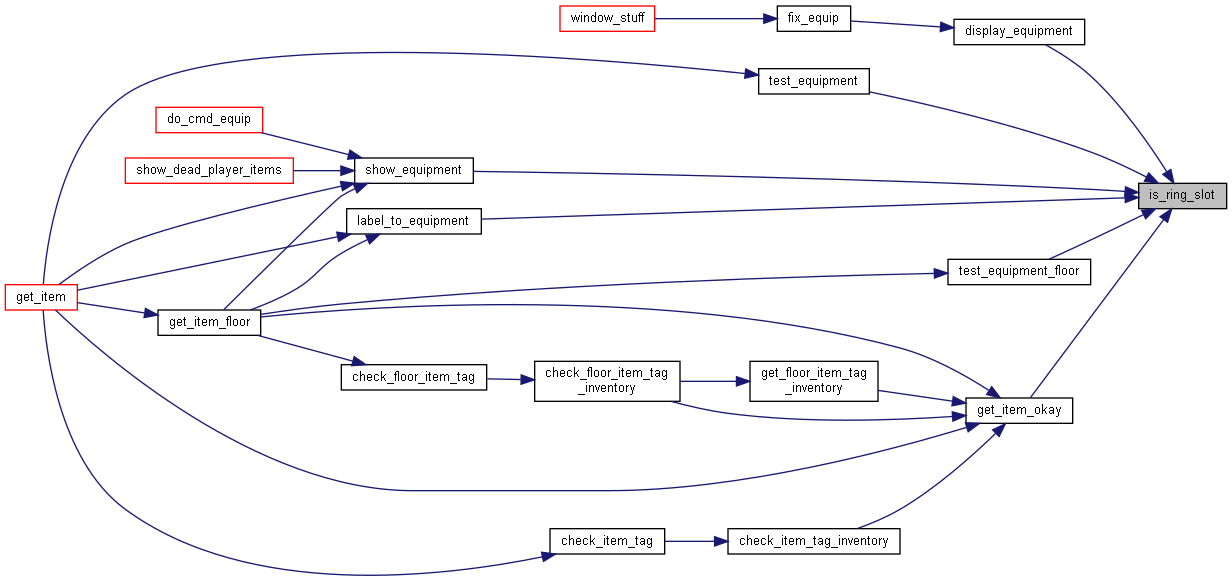 window_stuff
fix_equip
display_equipment
test_equipment
do_cmd_equip
show_dead_player_items
show_equipment
is_ring_slot
label_to_equipment
test_equipment_floor
get_item
get_item_floor
check_floor_item_tag
check_floor_item_tag
_inventory
get_floor_item_tag
_inventory
get_item_okay
check_item_tag
check_item_tag_inventory